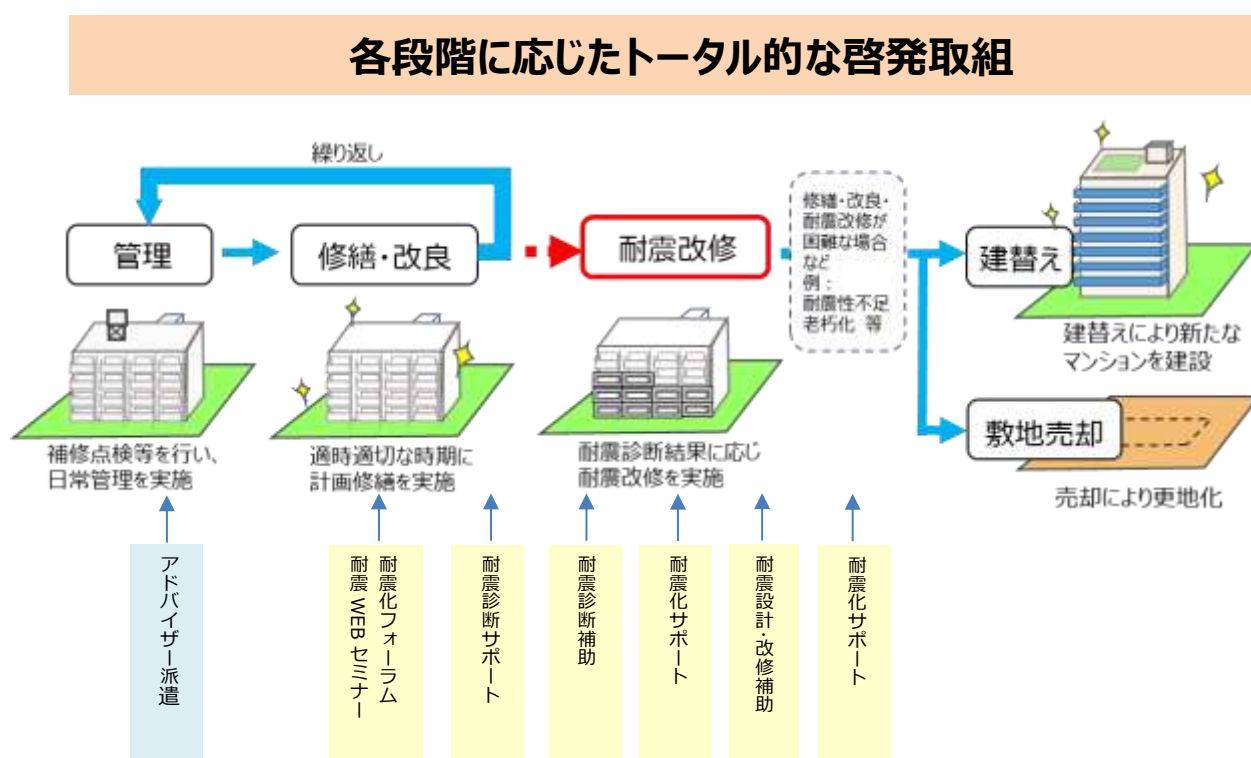 各段階に応じたトータル的な啓発取組
繰り返し
管理
修繕・改良
耐震改修
修繕・改良・
耐震改修が
困難な場合
など
例：
耐震性不足
老朽化 等
建替え
建替えにより新たな
マンションを建設
敷地売却
売却により更地化
補修点検等を行い、
日常管理を実施
適時適切な時期に
計画修繕を実施
耐震診断結果に応じ
耐震改修を実施
アドバイザー派遣
耐震化フォーラム
耐震 WEB セミナー
耐震診断サポート
耐震診断補助
耐震化サポート
耐震設計・改修補助
耐震化サポート